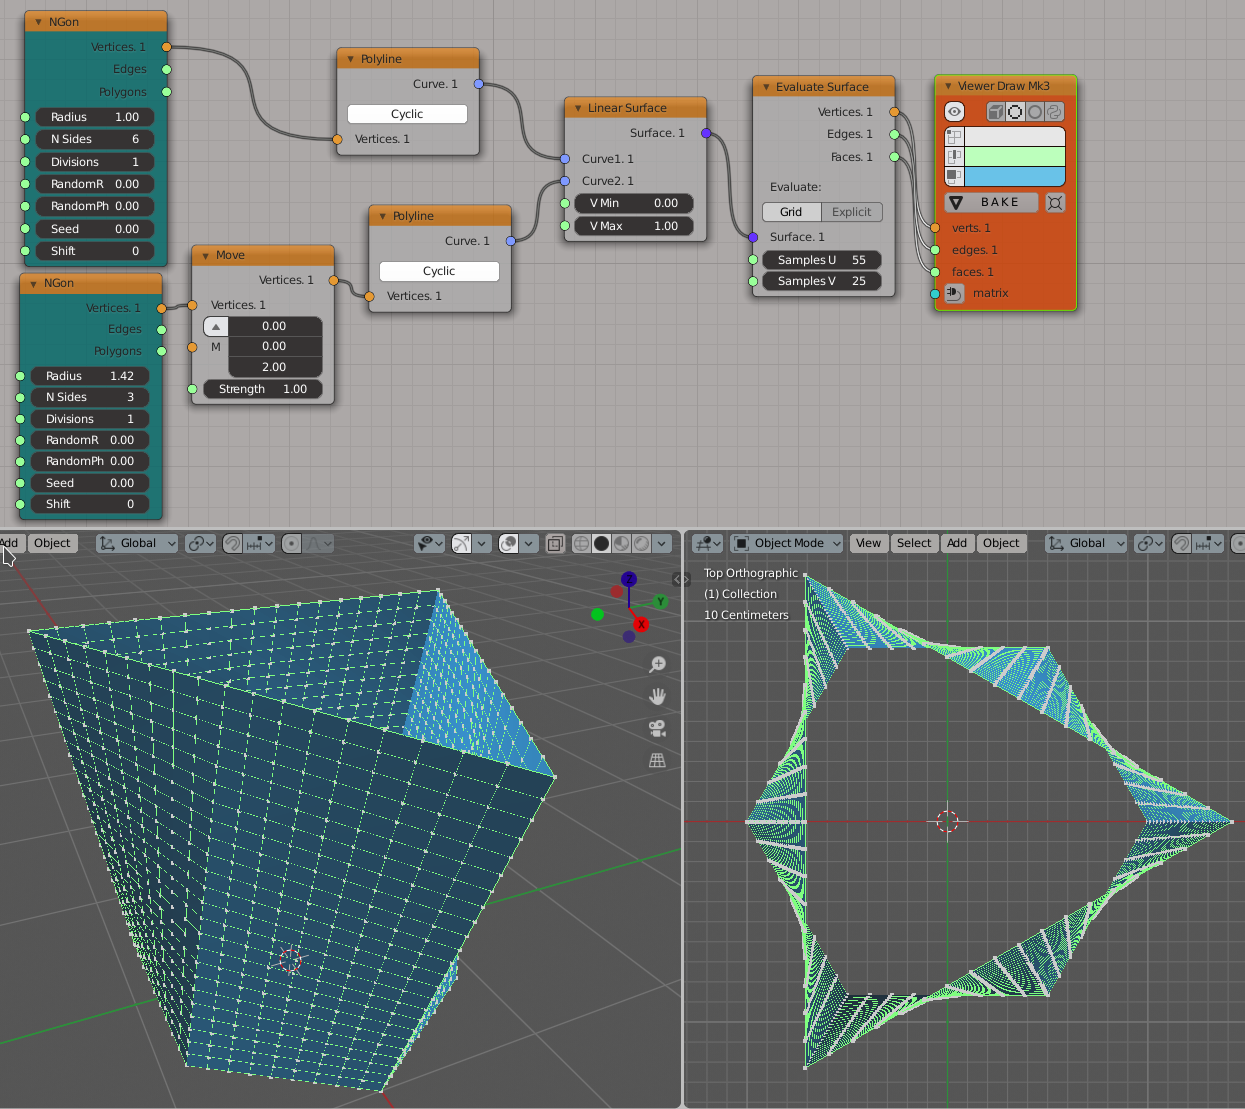 NGon
Vertices. 1
Edges
Polygons
Radius 1.00
N Sides 6
Divisions 1
RandomR 0.00
RandomPh 0.00
Seed 0.00
Shift 0
NGon
Vertices. 1
Edges
Polygons
Radius 1.42
N Sides 3
Divisions 1
RandomR 0.00
RandomPh 0.00
Seed 0.00
Shift 0
Move
Vertices. 1
Vertices. 1
0.00
M 0.00
2.00
Strength 1.00
Polyline
Curve. 1
Cyclic
Vertices. 1
Polyline
Curve. 1
Cyclic
Vertices. 1
Linear Surface
Surface. 1
Curve1. 1
Curve2. 1
V Min 0.00
V Max 1.00
Evaluate Surface
Vertices. 1
Edges. 1
Faces. 1
Evaluate:
Grid Explicit
Surface. 1
Samples U 55
Samples V 25
Viewer Draw Mk3
BAKE
verts. 1
edges. 1
faces. 1
matrix
Add Object Global
Z
Y
X
Object Mode View Select Add Object Global
Top Orthographic
(1) Collection
10 Centimeters